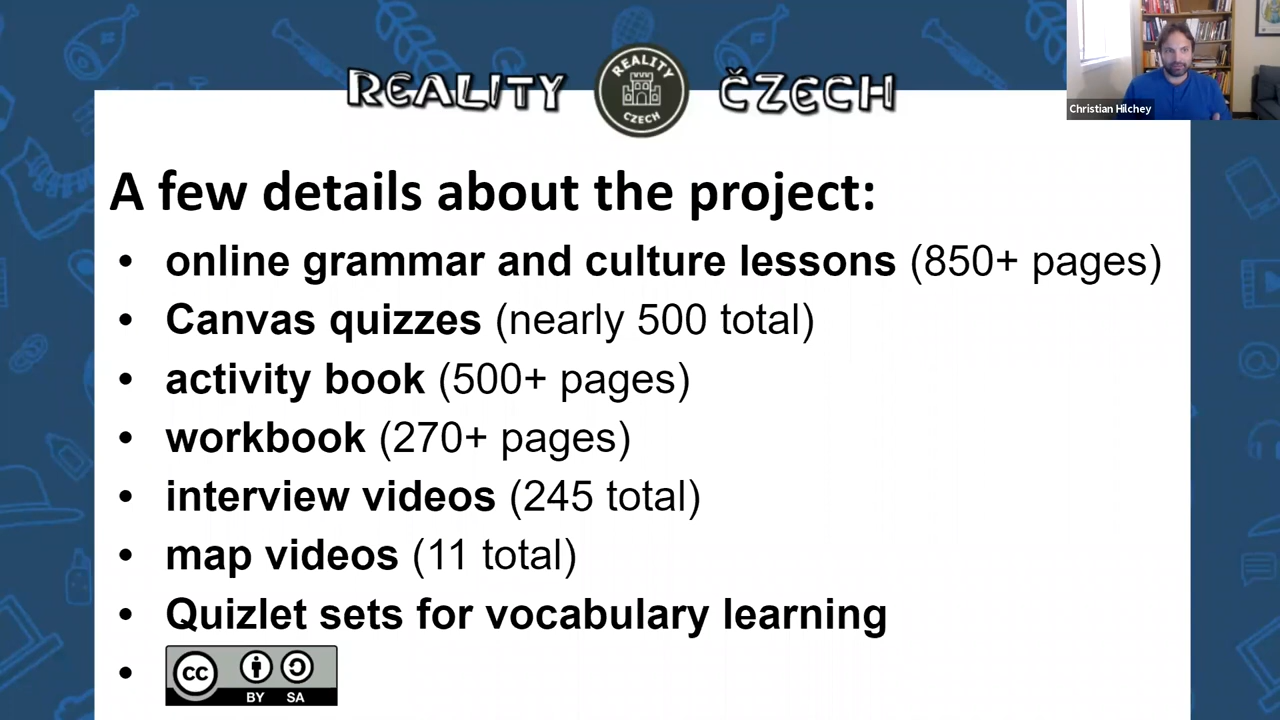 REALITY
REALITY
CZECH
CZECH
Christian Hilchey
A few details about the project:
• online grammar and culture lessons (850+ pages)
• Canvas quizzes (nearly 500 total)
• activity book (500+ pages)
• workbook (270+ pages)
• interview videos (245 total)
• map videos (11 total)
• Quizlet sets for vocabulary learning
• cc BY SA